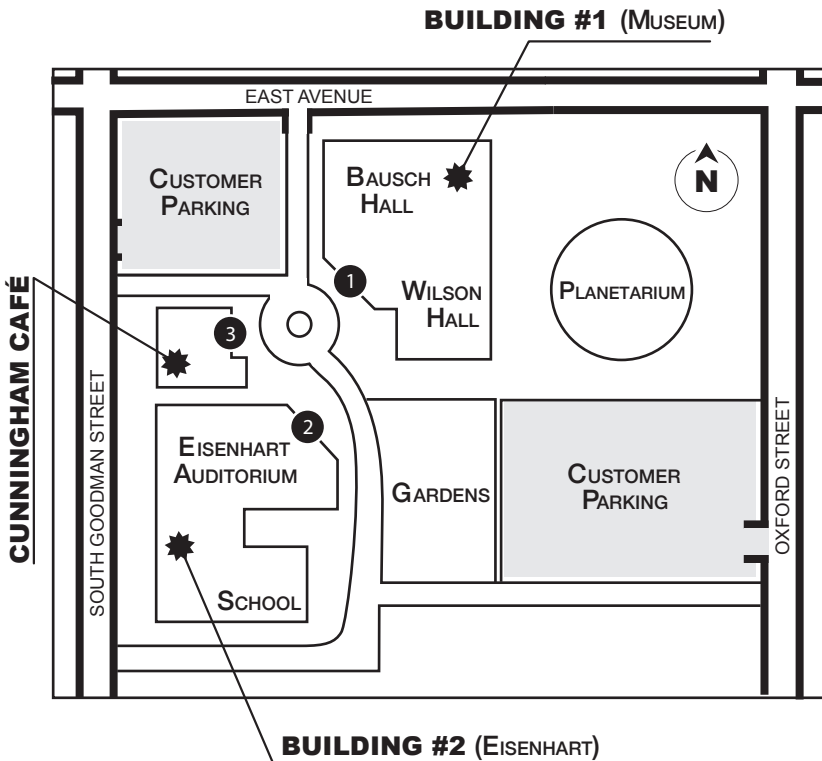 BUILDING #1 (MUSEUM)
EAST AVENUE
CUSTOMER
PARKING
BAUSCH
HALL
N
1
WILSON
HALL
PLANETARIUM
CUNNINGHAM CAFÉ
3
SOUTH GOODMAN STREET
2
EISENHART
AUDITORIUM
GARDENS
CUSTOMER
PARKING
OXFORD STREET
SCHOOL
BUILDING #2 (EISENHART)